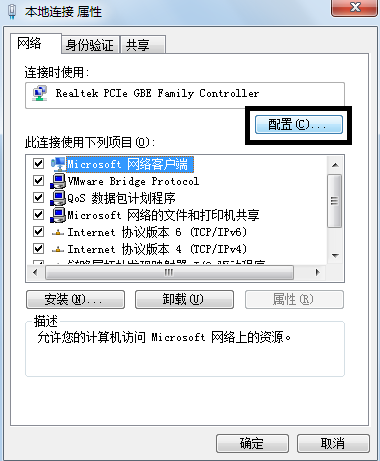 本地连接 属性
网络 身份验证 共享
连接时使用:
Realtek PCIe GBE Family Controller
配置(C)...
此连接使用下列项目(O):
Microsoft 网络客户端
VMware Bridge Protocol
QoS 数据包计划程序
Microsoft 网络的文件和打印机共享
Internet 协议版本 6 (TCP/IPv6)
Internet 协议版本 4 (TCP/IPv4)
安装(N)... 卸载(U) 属性(R)
描述
允许您的计算机访问 Microsoft 网络上的资源。
确定 取消